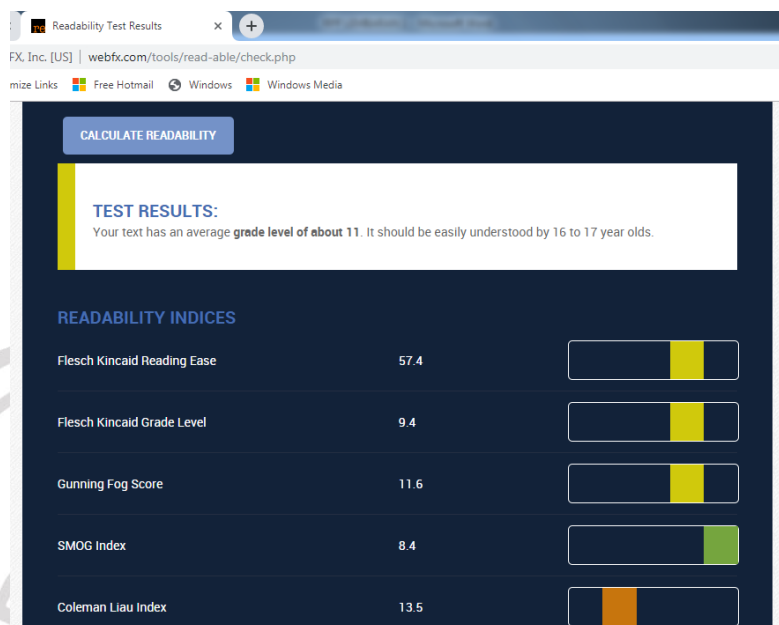 Readability Test Results × +
FX, Inc. [US] | webfx.com/tools/read-able/check.php
mize Links Free Hotmail Windows Windows Media
CALCULATE READABILITY
TEST RESULTS:
Your text has an average grade level of about 11. It should be easily understood by 16 to 17 year olds.
READABILITY INDICES
Flesch Kincaid Reading Ease 57.4
Flesch Kincaid Grade Level 9.4
Gunning Fog Score 11.6
SMOG Index 8.4
Coleman Liau Index 13.5